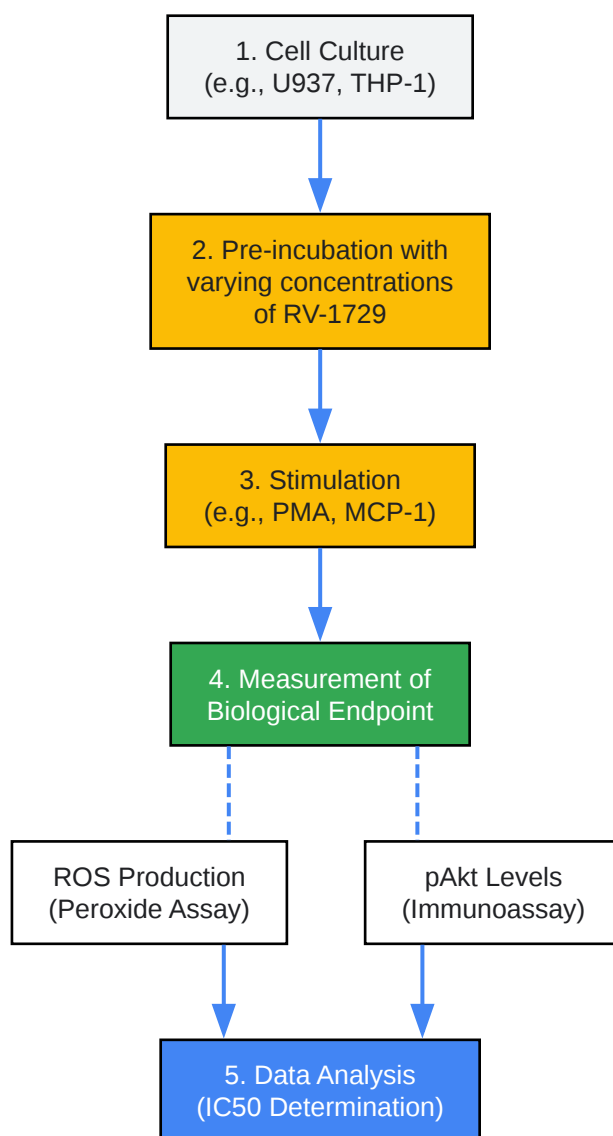 1. Cell Culture
(e.g., U937, THP-1)
2. Pre-incubation with
varying concentrations
of RV-1729
3. Stimulation
(e.g., PMA, MCP-1)
4. Measurement of
Biological Endpoint
ROS Production
(Peroxide Assay)
pAkt Levels
(Immunoassay)
5. Data Analysis
(IC50 Determination)